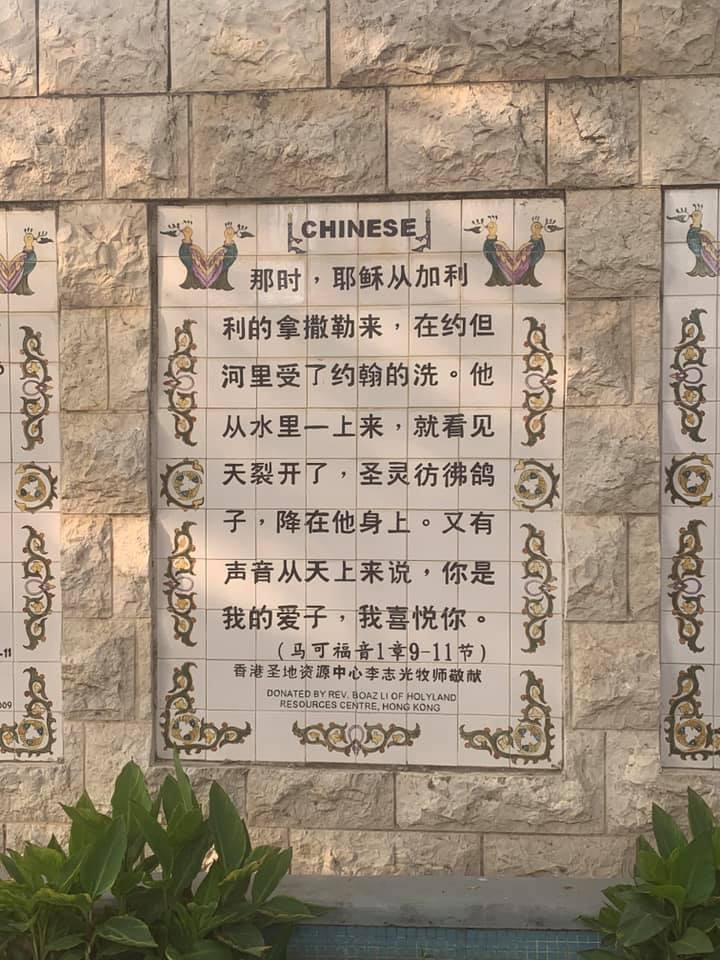 CHINESE
那时，耶稣从加利
利的拿撒勒来，在约但
河里受了约翰的洗。他
从水里一上来，就看见
天裂开了，圣灵彷彿鸽
子，降在他身上。又有
声音从天上来说，你是
我的爱子，我喜悦你。
（马可福音1章9-11节）
香港圣地资源中心李志光牧师敬献
DONATED BY REV. BOAZ LI OF HOLYLAND
RESOURCES CENTRE, HONG KONG
-11
009